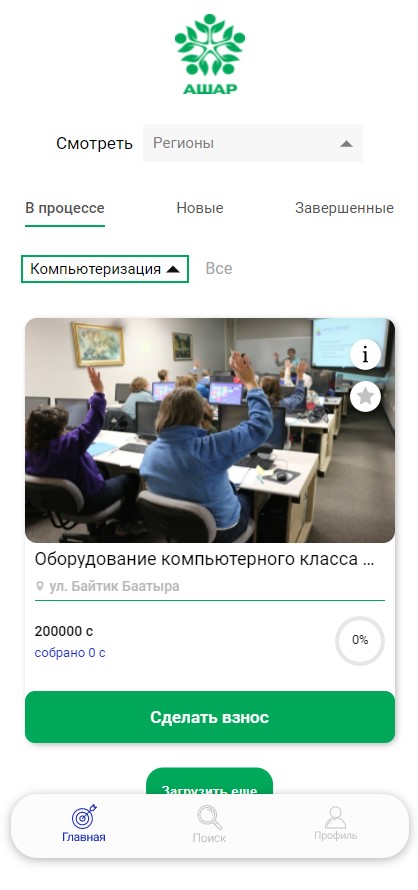 АШАР
Смотреть Регионы
В процессе Новые Завершенные
Компьютеризация Все
i
Оборудование компьютерного класса ...
ул. Байтик Баатыра
200000 с
собрано 0 с
0%
Сделать взнос
Загрузить еще
Главная Поиск Профиль